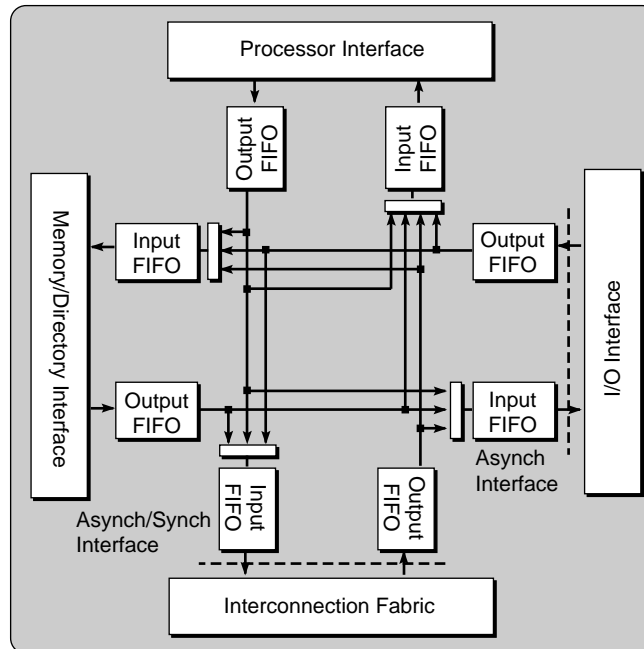 Processor Interface
Output
FIFO
Input
FIFO
Memory/Directory Interface
Input
FIFO
Output
FIFO
I/O Interface
Output
FIFO
Input
FIFO
Asynch
Interface
Asynch/Synch
Interface
Input
FIFO
Output
FIFO
Interconnection Fabric